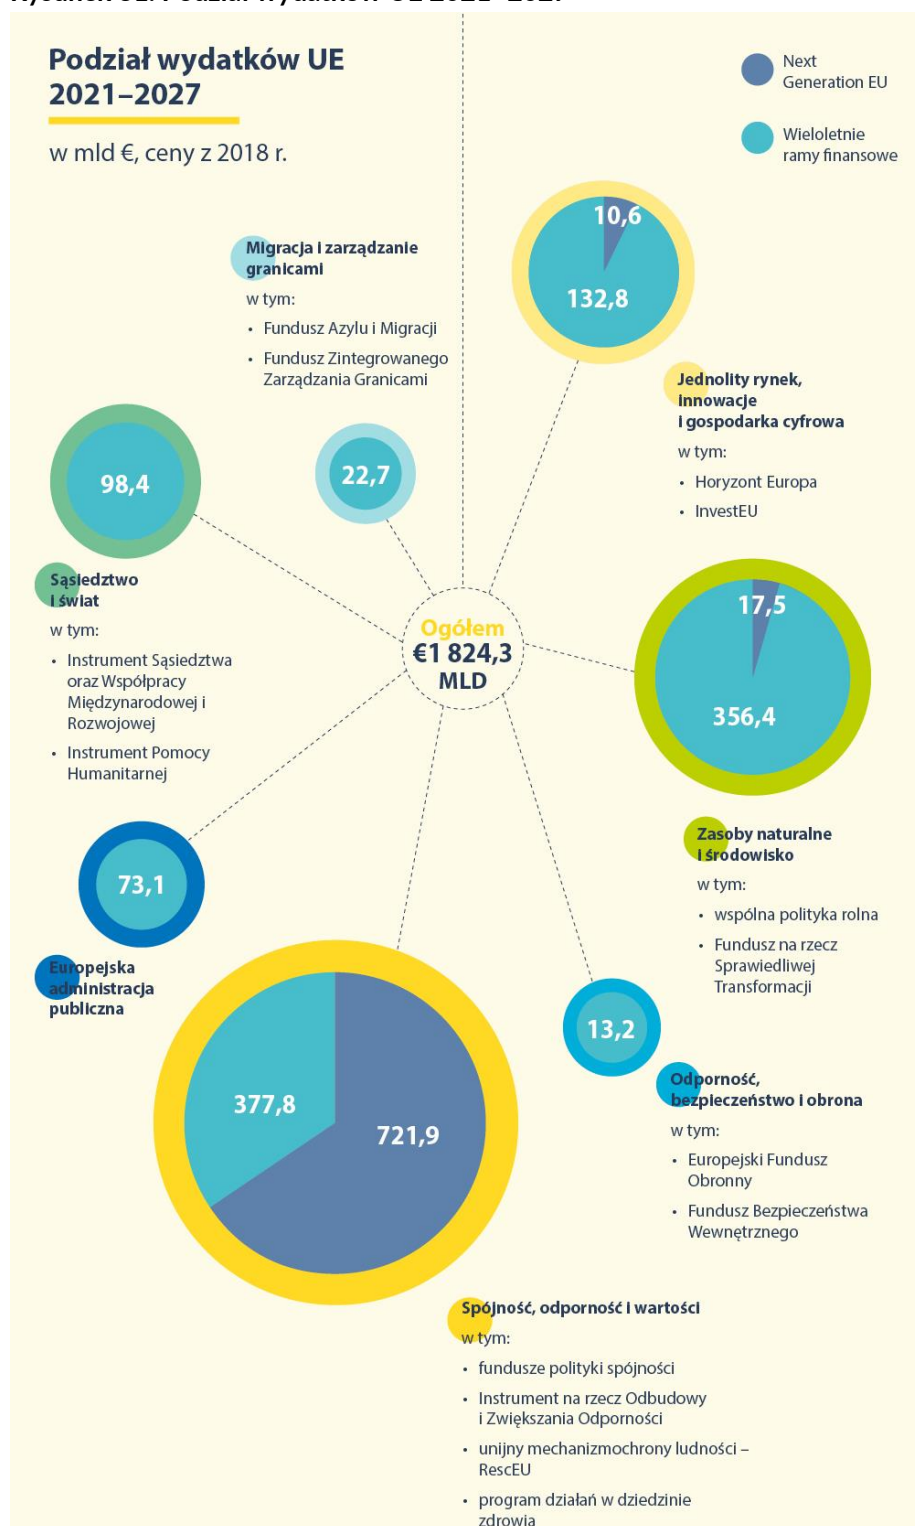 Podział wydatków UE
2021–2027
w mld €, ceny z 2018 r.
Next
Generation EU
Wieloletnie
ramy finansowe
10,6
132,8
Jednolity rynek,
innowacje
i gospodarka cyfrowa
w tym:
• Horyzont Europa
• InvestEU
Migracja i zarządzanie
granicami
w tym:
• Fundusz Azylu i Migracji
• Fundusz Zintegrowanego
Zarządzania Granicami
22,7
98,4
Sąsiedztwo
i świat
w tym:
• Instrument Sąsiedztwa
oraz Współpracy
Międzynarodowej i
Rozwojowej
• Instrument Pomocy
Humanitarnej
Ogółem
€1 824,3
MLD
17,5
356,4
Zasoby naturalne
i środowisko
w tym:
• wspólna polityka rolna
• Fundusz na rzecz
Sprawiedliwej
Transformacji
73,1
Europejska
administracja
publiczna
13,2
Odporność,
bezpieczeństwo i obrona
w tym:
• Europejski Fundusz
Obronny
• Fundusz Bezpieczeństwa
Wewnętrznego
377,8
721,9
Spójność, odporność i wartości
w tym:
• fundusze polityki spójności
• Instrument na rzecz Odbudowy
i Zwiększania Odporności
• unijny mechanizmochrony ludności –
RescEU
• program działań w dziedzinie
zdrowia